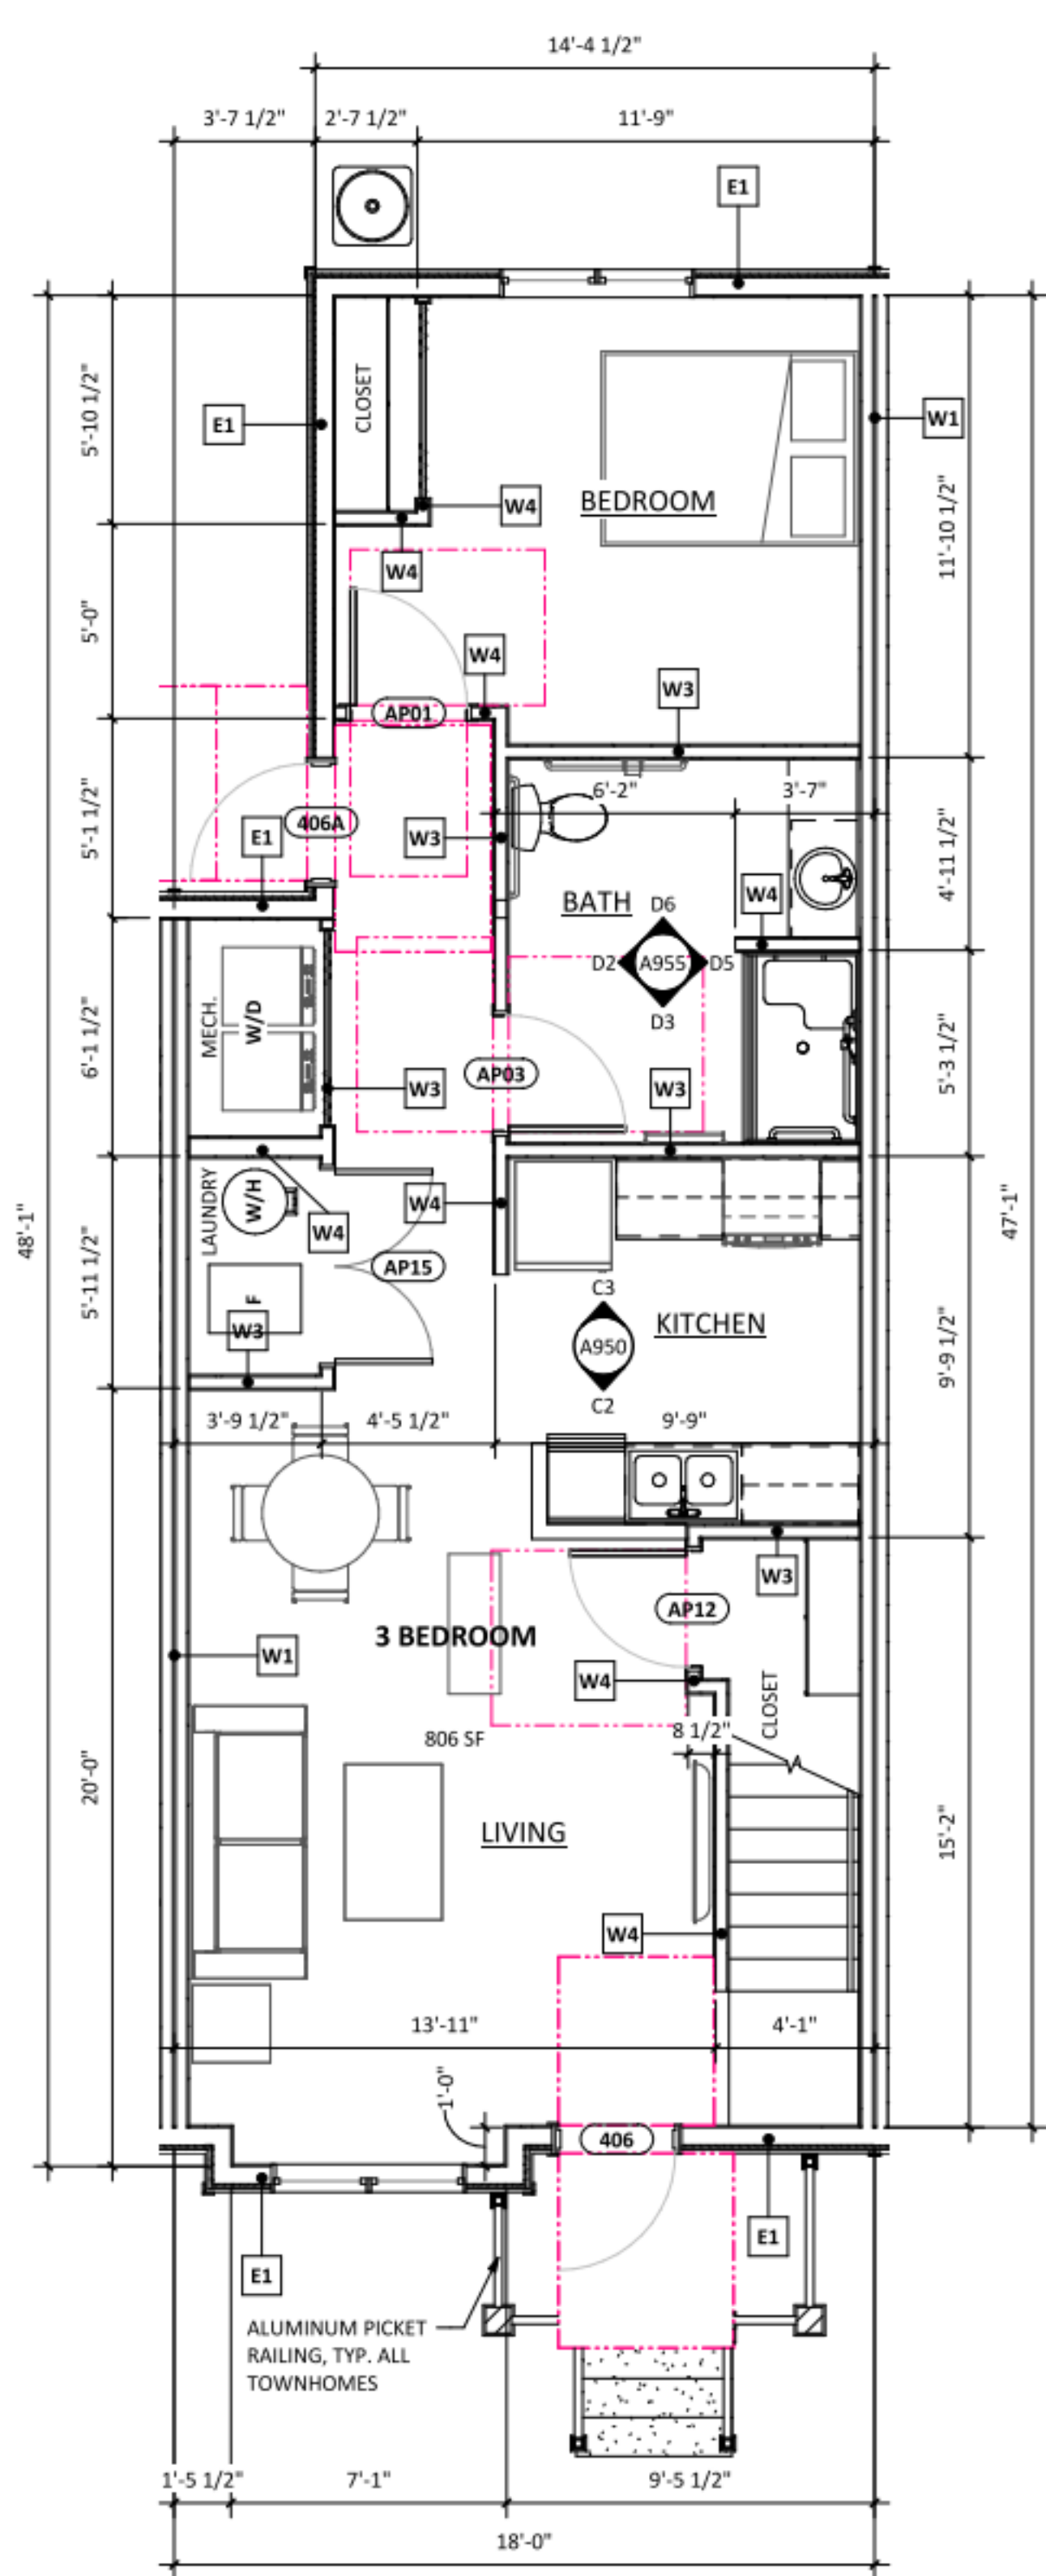 14'-4 1/2"
3'-7 1/2"
2'-7 1/2"
11'-9"
E1
5'-10 1/2"
CLOSET
E1
W1
W4
BEDROOM
11'-10 1/2"
W4
5'-0"
W4
W3
AP01
6'-2"
3'-7"
5'-1 1/2"
406A
E1
W3
4'-11 1/2"
W4
BATH
D6
D2
A955
D5
D3
MECH.
W/D
6'-1 1/2"
5'-3 1/2"
AP03
W3
W3
LAUNDRY
W/H
W4
W4
48'-1"
47'-1"
AP15
5'-11 1/2"
F
W3
C3
A950
C2
KITCHEN
9'-9 1/2"
3'-9 1/2"
4'-5 1/2"
9'-9"
W3
AP12
3 BEDROOM
W1
W4
CLOSET
8 1/2"
806 SF
20'-0"
LIVING
15'-2"
W4
13'-11"
4'-1"
1'-0"
406
E1
E1
ALUMINUM PICKET
RAILING, TYP. ALL
TOWNHOMES
1'-5 1/2"
7'-1"
9'-5 1/2"
18'-0"